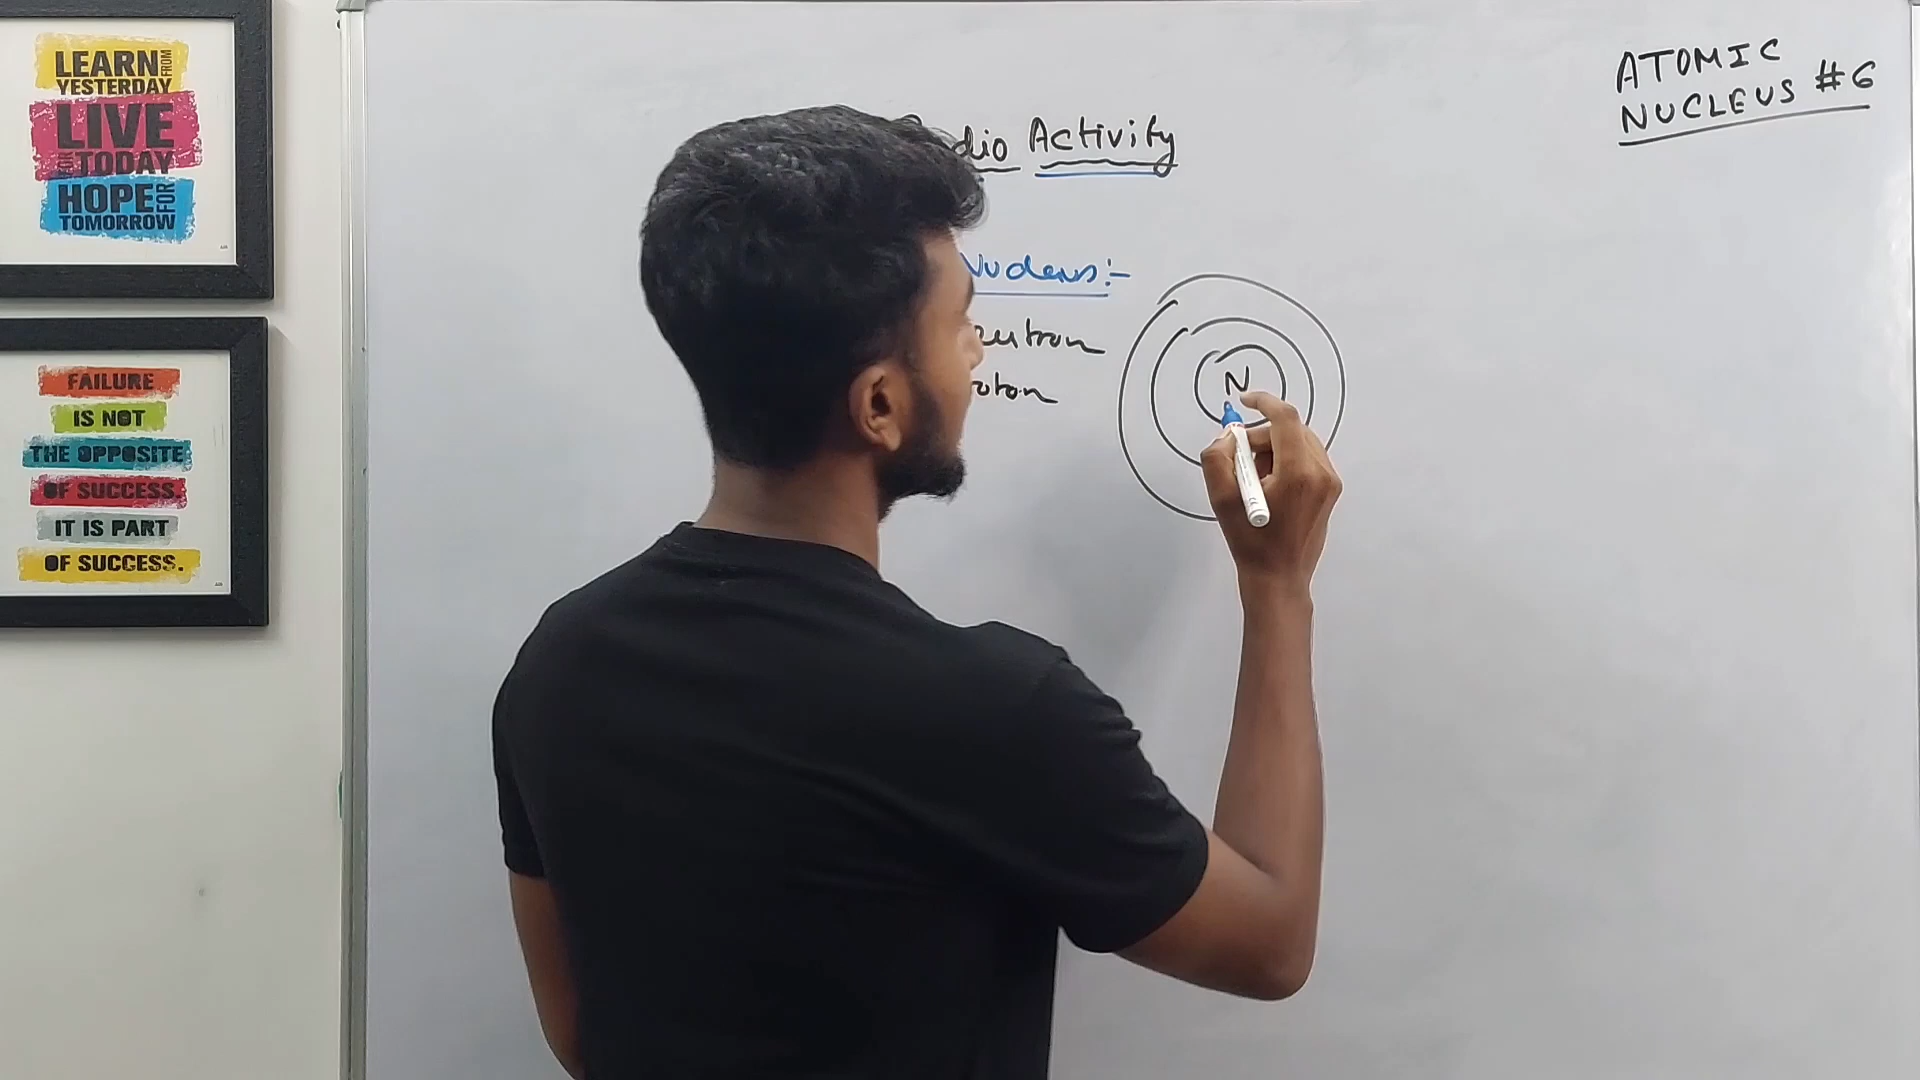 LEARN FROM
YESTERDAY
LIVE
FOR TODAY
HOPE FOR
TOMORROW
FAILURE
IS NOT
THE OPPOSITE
OF SUCCESS.
IT IS PART
OF SUCCESS.
Activity
Nucleus:-
N
ATOMIC
NUCLEUS #6